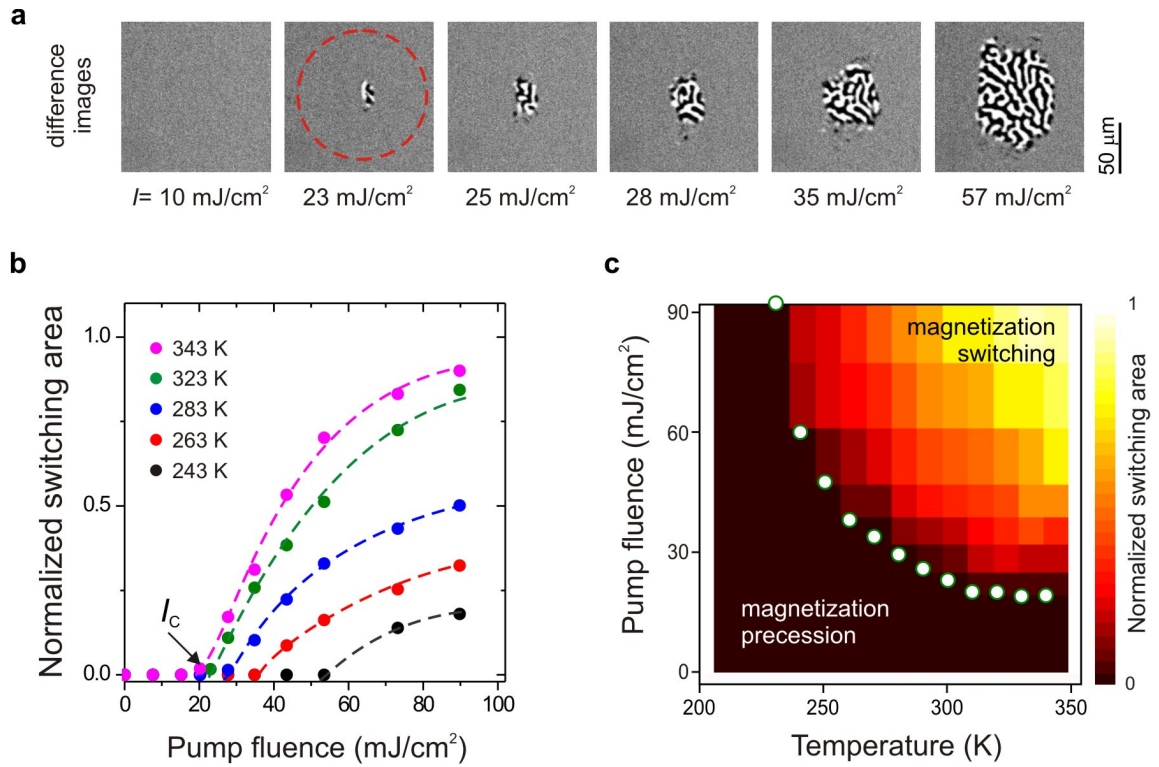 a
difference
images
I= 10 mJ/cm²
23 mJ/cm²
25 mJ/cm²
28 mJ/cm²
35 mJ/cm²
57 mJ/cm²
50 μm
b
Normalized switching area
1.0
0.5
0.0
343 K
323 K
283 K
263 K
243 K
I_C
0 20 40 60 80 100
Pump fluence (mJ/cm²)
c
Pump fluence (mJ/cm²)
90
60
30
0
magnetization
switching
magnetization
precession
200 250 300 350
Temperature (K)
1
0
Normalized switching area